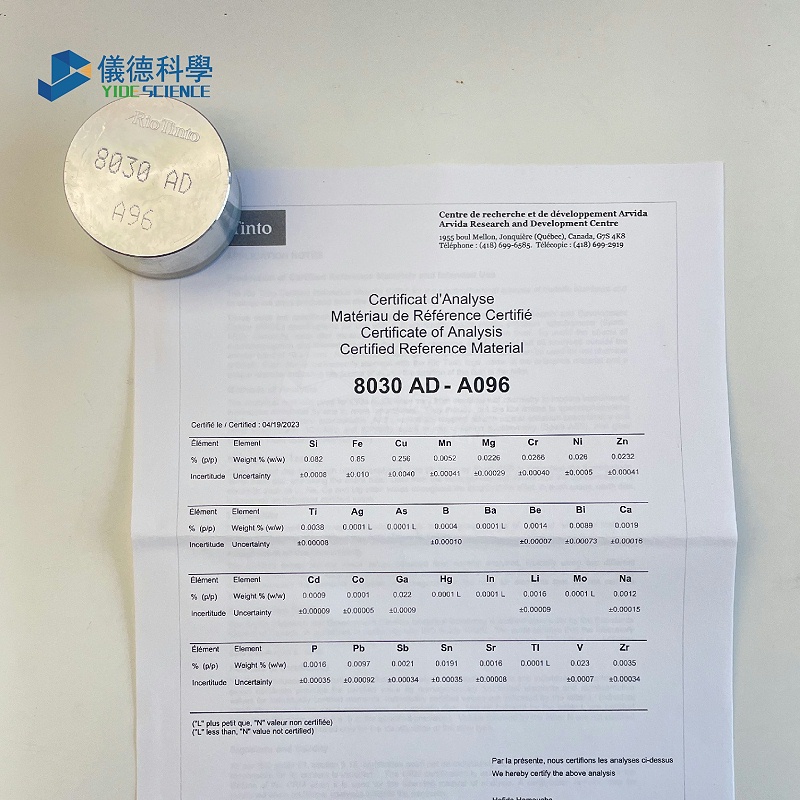 儀德科學
YIDE SCIENCE
RioTinto
8030 AD
A96
Tinto
Centre de recherche et de développement Arvida
Arvida Research and Development Centre
1955 boul Mellon, Jonquière (Québec), Canada, G7S 4K8
Téléphone : (418) 699-6585. Télécopie : (418) 699-2919
Certificat d'Analyse
Matériau de Référence Certifié
Certificate of Analysis
Certified Reference Material
8030 AD - A096
Certifié le / Certified : 04/19/2023
Élément Element Si Fe Cu Mn Mg Cr Ni Zn
% (p/p) Weight % (w/w) 0.082 0.65 0.256 0.0052 0.0226 0.0266 0.026 0.0232
Incertitude Uncertainty ±0.0008 ±0.010 ±0.0040 ±0.00041 ±0.00029 ±0.00040 ±0.0005 ±0.00041
Élément Element Ti Ag As B Ba Be Bi Ca
% (p/p) Weight % (w/w) 0.0038 0.0001 L 0.0001 L 0.0004 0.0001 L 0.0014 0.0089 0.0019
Incertitude Uncertainty ±0.00008 ±0.00010 ±0.00007 ±0.00073 ±0.00016
Élément Element Cd Co Ga Hg In Li Mo Na
% (p/p) Weight % (w/w) 0.0009 0.0001 0.022 0.0001 L 0.0001 L 0.0016 0.0001 L 0.0012
Incertitude Uncertainty ±0.00009 ±0.00005 ±0.0009 ±0.00009 ±0.00015
Élément Element P Pb Sb Sn Sr Tl V Zr
% (p/p) Weight % (w/w) 0.0016 0.0097 0.0021 0.0191 0.0016 0.0001 L 0.023 0.0035
Incertitude Uncertainty ±0.00035 ±0.00092 ±0.00034 ±0.00035 ±0.00008 ±0.0007 ±0.00034
("L" plus petit que, "N" valeur non certifiée)
("L" less than, "N" value not certified)
Par la présente, nous certifions les analyses ci-dessus
We hereby certify the above analysis